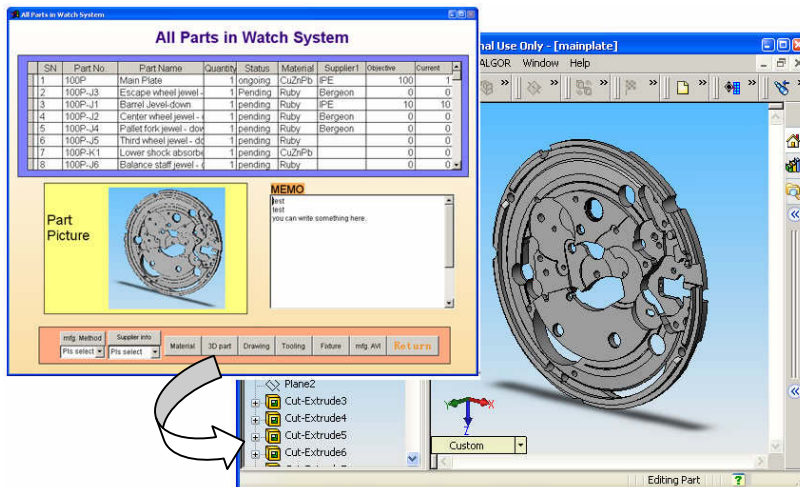 All Parts in Watch System
All Parts in Watch System
SN Part No. Part Name Quantity Status Material Supplier1 Objective Current
1 100P Main Plate 1 ongoing CuZnPb IPE 100 1
2 100P-J3 Escape wheel jewel - 1 Pending Ruby Bergeon 0 0
3 100P-J1 Barrel Jevel-down 1 pending Ruby IPE 10 10
4 100P-J2 Center wheel jewel - 1 pending Ruby Bergeon 0 0
5 100P-J4 Pallet fork jewel - dov 1 pending Ruby Bergeon 0 0
6 100P-J5 Third wheel jewel - dc 1 pending Ruby 0 0
7 100P-K1 Lower shock absorbe 1 pending CuZnPb 0 0
8 100P-J6 Balance staff jewel - 1 pending Ruby 0 0
Part
Picture
MEMO
test
test
you can write something here.
mfg. Method Supplier info
Pls select Pls select
Material 3D part Drawing Tooling Fixture mfg. AVI Return
nal Use Only - [mainplate]
ALGOR Window Help
Plane2
Cut-Extrude3
Cut-Extrude4
Cut-Extrude5
Cut-Extrude6
X
Z
Custom
Editing Part